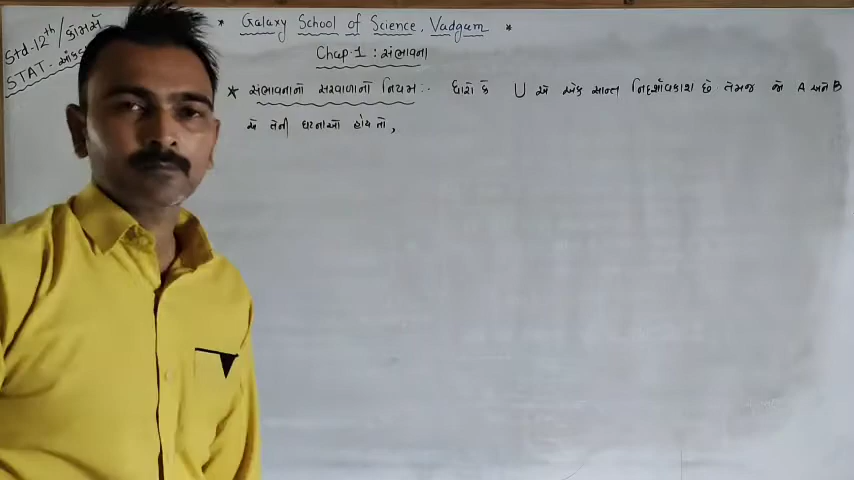 Std.-12th/કોમર્સ
STAT.- આંકડા
* Galaxy School of Science, Vadgam *
Chap-1 : સંભાવના
* સંભાવનાનો સરવાળાનો નિયમ:- ધારો કે U એ એક સાન્ત નિદર્શાવકાશ છે તેમજ જો A અને B
એ તેની ઘટનાઓ હોય તો,